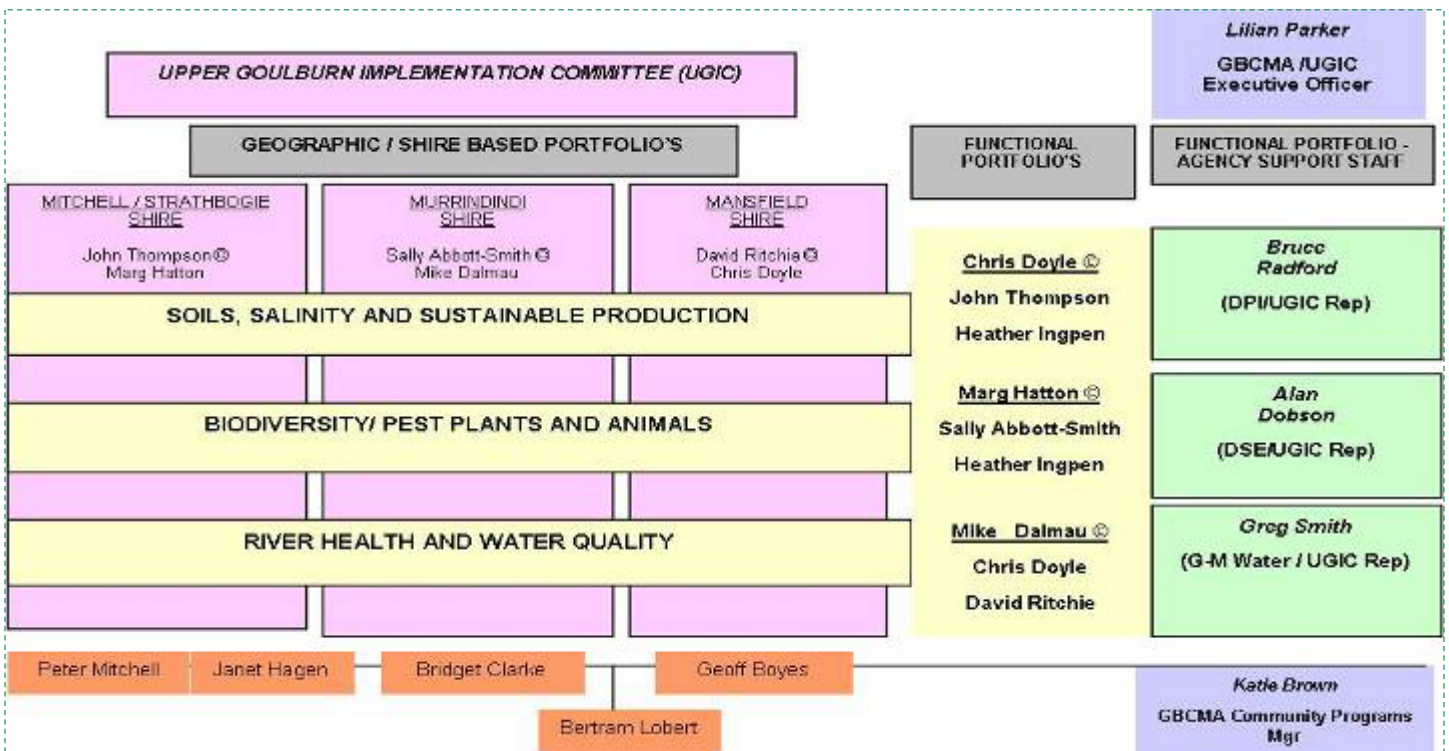 UPPER GOULBURN IMPLEMENTATION COMMITTEE (UGIC)
Lilian Parker
GBCMA /UGIC
Executive Officer
GEOGRAPHIC / SHIRE BASED PORTFOLIO'S
FUNCTIONAL
PORTFOLIO'S
FUNCTIONAL PORTFOLIO -
AGENCY SUPPORT STAFF
MITCHELL / STRATHBOGIE
SHIRE
John Thompson ©
Marg Hatton
MURRINDINDI
SHIRE
Sally Abbott-Smith ©
Mike Dalmau
MANSFIELD
SHIRE
David Ritchie ©
Chris Doyle
SOILS, SALINITY AND SUSTAINABLE PRODUCTION
Chris Doyle ©
John Thompson
Heather Ingpen
Bruce
Radford
(DPI/UGIC Rep)
BIODIVERSITY/ PEST PLANTS AND ANIMALS
Marg Hatton ©
Sally Abbott-Smith
Heather Ingpen
Alan
Dobson
(DSE/UGIC Rep)
RIVER HEALTH AND WATER QUALITY
Mike Dalmau ©
Chris Doyle
David Ritchie
Greg Smith
(G-M Water / UGIC Rep)
Peter Mitchell
Janet Hagen
Bridget Clarke
Geoff Boyes
Bertram Lobert
Katie Brown
GBCMA Community Programs
Mgr